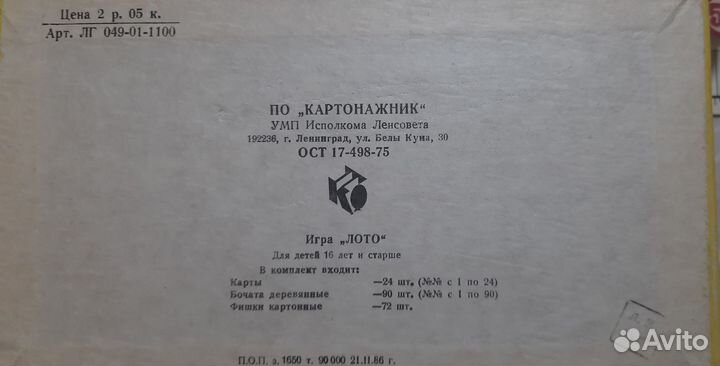 Цена 2 р. 05 к.
Арт. ЛГ 049-01-1100
ПО „КАРТОНАЖНИК"
УМП Исполкома Ленсовета
192236, г. Ленинград, ул. Белы Куна, 30
ОСТ 17-498-75
Игра „ЛОТО"
Для детей 16 лет и старше
В комплект входит:
Карты —24 шт. (№№ с 1 по 24)
Бочата деревянные —90 шт. (№№ с 1 по 90)
Фишки картонные —72 шт.
П.О.П. з. 1650 т. 90 000 21.11.86 г.
Avito